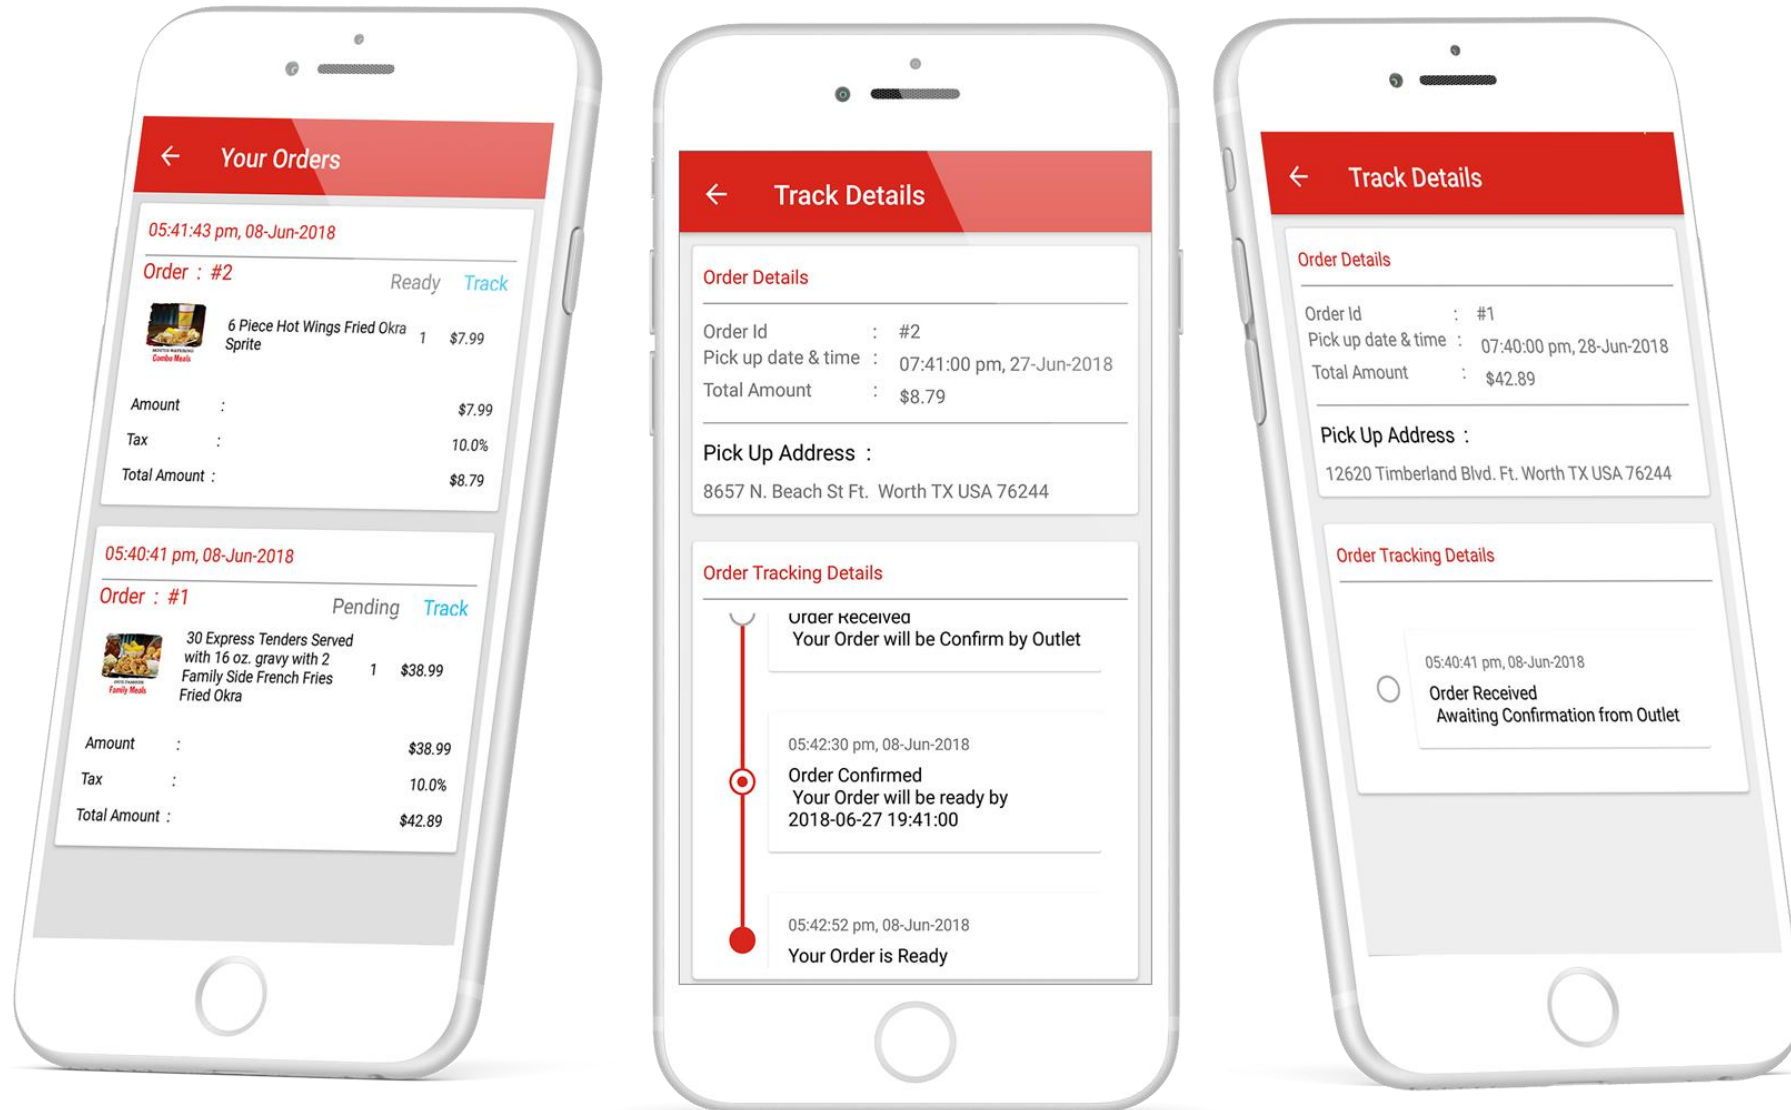 Your Orders
05:41:43 pm, 08-Jun-2018
Order : #2 Ready Track
6 Piece Hot Wings Fried Okra
Sprite 1 $7.99
Combo Meals
Amount : $7.99
Tax : 10.0%
Total Amount : $8.79
05:40:41 pm, 08-Jun-2018
Order : #1 Pending Track
30 Express Tenders Served
with 16 oz. gravy with 2
Family Side French Fries 1 $38.99
Fried Okra
Family Meals
Amount : $38.99
Tax : 10.0%
Total Amount : $42.89
Track Details
Order Details
Order Id : #2
Pick up date & time : 07:41:00 pm, 27-Jun-2018
Total Amount : $8.79
Pick Up Address :
8657 N. Beach St Ft. Worth TX USA 76244
Order Tracking Details
Order Received
Your Order will be Confirm by Outlet
05:42:30 pm, 08-Jun-2018
Order Confirmed
Your Order will be ready by
2018-06-27 19:41:00
05:42:52 pm, 08-Jun-2018
Your Order is Ready
Track Details
Order Details
Order Id : #1
Pick up date & time : 07:40:00 pm, 28-Jun-2018
Total Amount : $42.89
Pick Up Address :
12620 Timberland Blvd. Ft. Worth TX USA 76244
Order Tracking Details
05:40:41 pm, 08-Jun-2018
Order Received
Awaiting Confirmation from Outlet